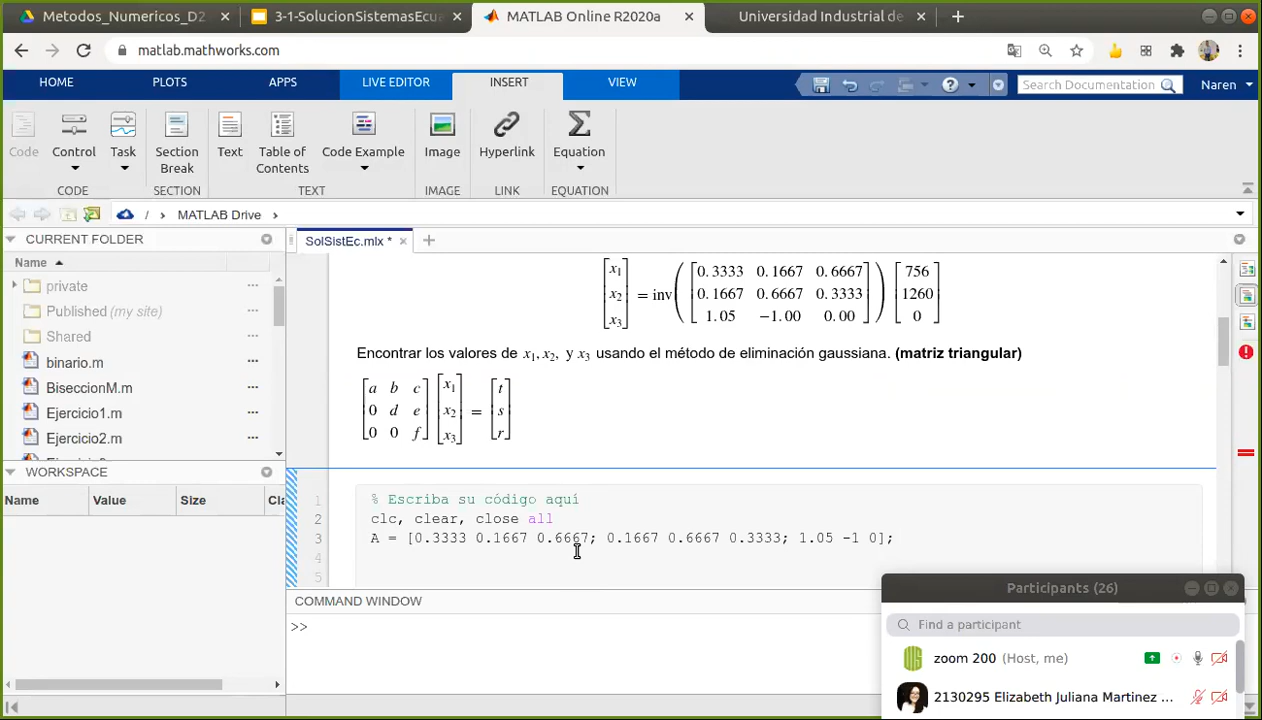 Metodos_Numericos_D2
3-1-SolucionSistemasEcua
MATLAB Online R2020a
Universidad Industrial de
matlab.mathworks.com
HOME PLOTS APPS LIVE EDITOR INSERT VIEW
Search Documentation Naren
Code Control Task Section Break Text Table of Contents Code Example Image Hyperlink Equation
CODE SECTION TEXT IMAGE LINK EQUATION
/ › MATLAB Drive ›
CURRENT FOLDER
Name
private
Published (my site)
Shared
binario.m
BiseccionM.m
Ejercicio1.m
Ejercicio2.m
WORKSPACE
Name Value Size Cla
SolSistEc.mlx *
x₁ 0.3333 0.1667 0.6667 756
x₂ = inv 0.1667 0.6667 0.3333 1260
x₃ 1.05 −1.00 0.00 0
Encontrar los valores de x₁, x₂, y x₃ usando el método de eliminación gaussiana. (matriz triangular)
a b c x₁ t
0 d e x₂ = s
0 0 f x₃ r
1 % Escriba su código aquí
2 clc, clear, close all
3 A = [0.3333 0.1667 0.6667; 0.1667 0.6667 0.3333; 1.05 -1 0];
4
5
COMMAND WINDOW
>>
Participants (26)
Find a participant
zoom 200 (Host, me)
2130295 Elizabeth Juliana Martinez ...